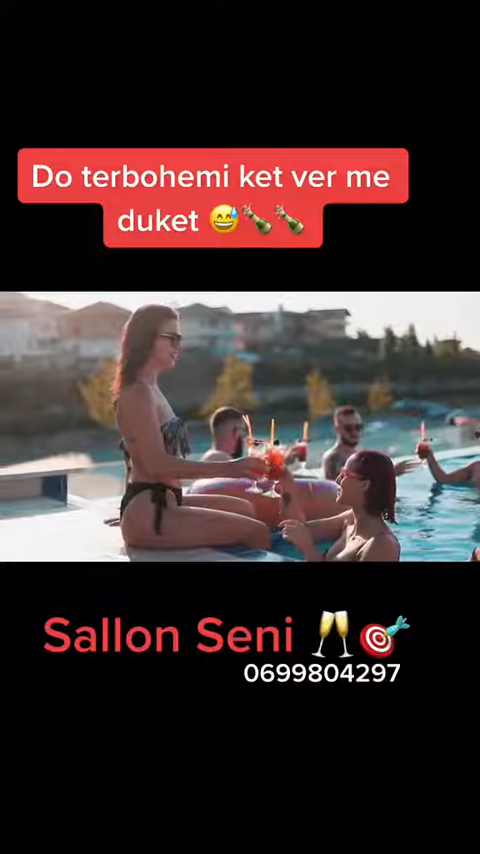 Do terbohemi ket ver me
duket 😅🍾🍾
Sallon Seni 🥂🎯
0699804297